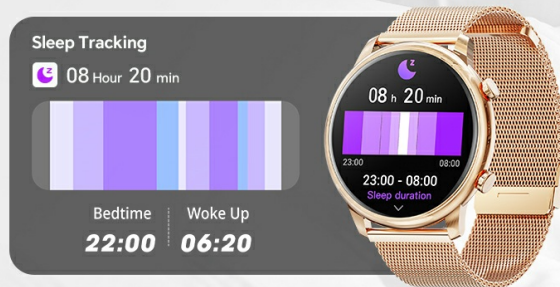 Sleep Tracking
08 Hour 20 min
Bedtime
Woke Up
22:00
06:20
z
08 h 20 min
23:00
08:00
23:00 - 08:00
Sleep duration